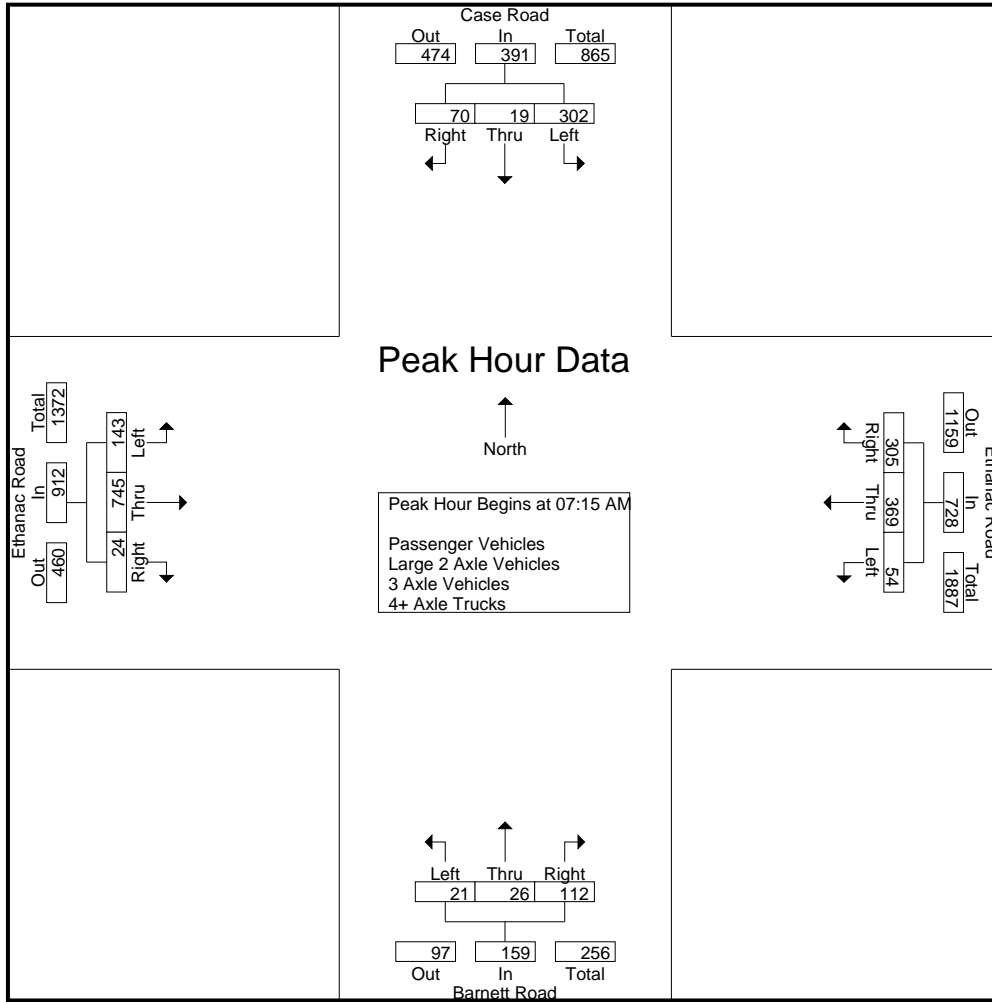 Case Road
Out In Total
474 391 865
70 19 302
Right Thru Left
Peak Hour Data
North
Peak Hour Begins at 07:15 AM
Passenger Vehicles
Large 2 Axle Vehicles
3 Axle Vehicles
4+ Axle Trucks
Ethanac Road
Out In Total
460 912 1372
24 745 143
Right Thru Left
Ethanac Road
Out In Total
1159 728 1887
305 369 54
Right Thru Left
Left Thru Right
21 26 112
97 159 256
Out In Total
Barnett Road